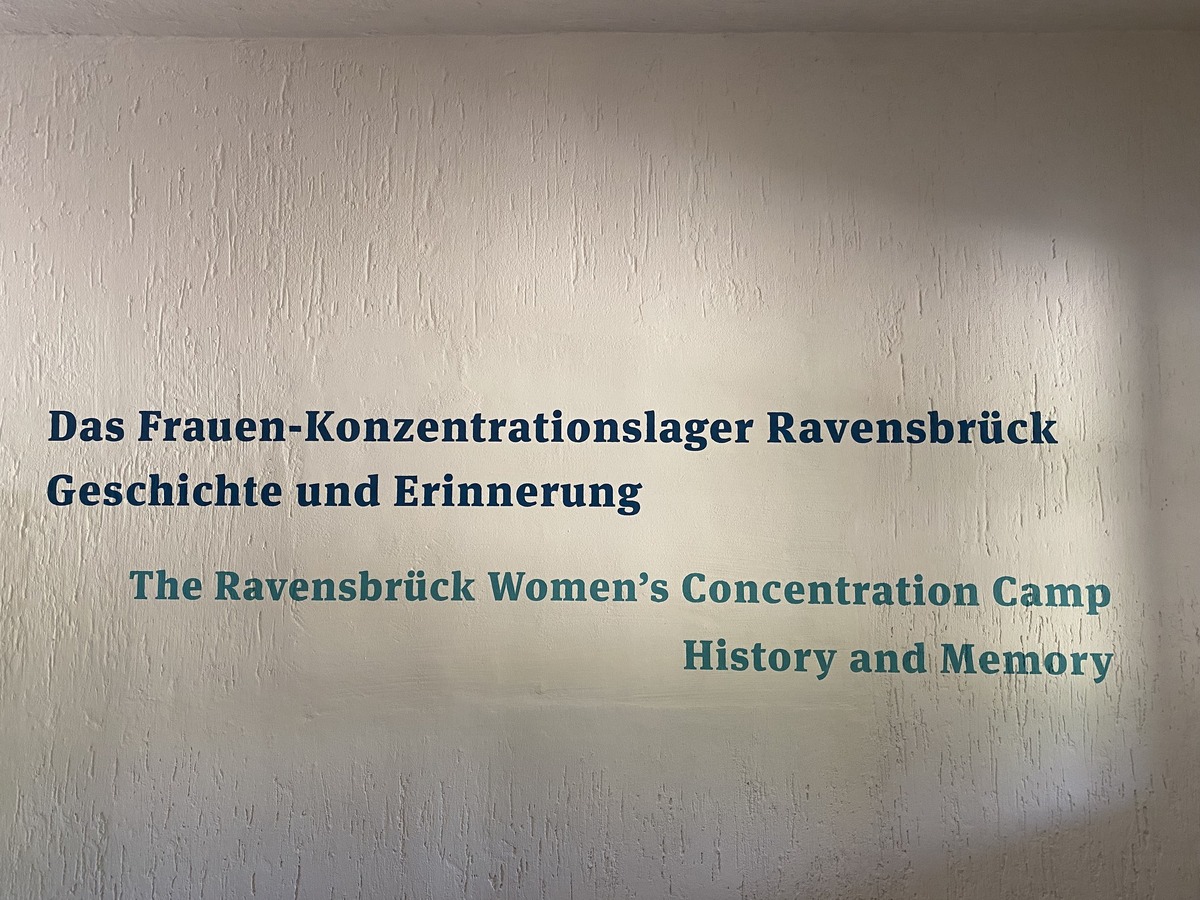 Das Frauen-Konzentrationslager Ravensbrück
Geschichte und Erinnerung
The Ravensbrück Women’s Concentration Camp
History and Memory